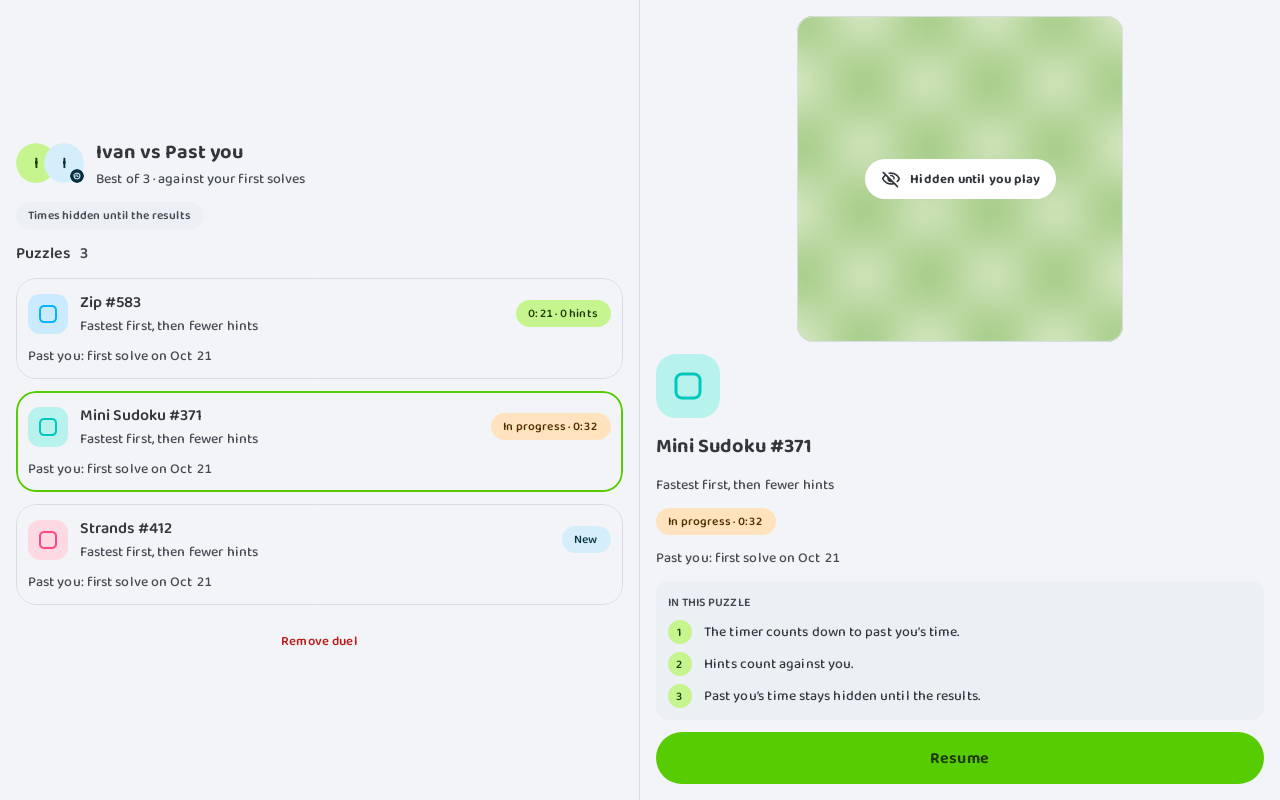 I I
Ivan vs Past you
Best of 3 · against your first solves
Times hidden until the results
Puzzles 3
Zip #583
Fastest first, then fewer hints
0:21 · 0 hints
Past you: first solve on Oct 21
Mini Sudoku #371
Fastest first, then fewer hints
In progress · 0:32
Past you: first solve on Oct 21
Strands #412
Fastest first, then fewer hints
New
Past you: first solve on Oct 21
Remove duel
Hidden until you play
Mini Sudoku #371
Fastest first, then fewer hints
In progress · 0:32
Past you: first solve on Oct 21
IN THIS PUZZLE
1 The timer counts down to past you's time.
2 Hints count against you.
3 Past you's time stays hidden until the results.
Resume